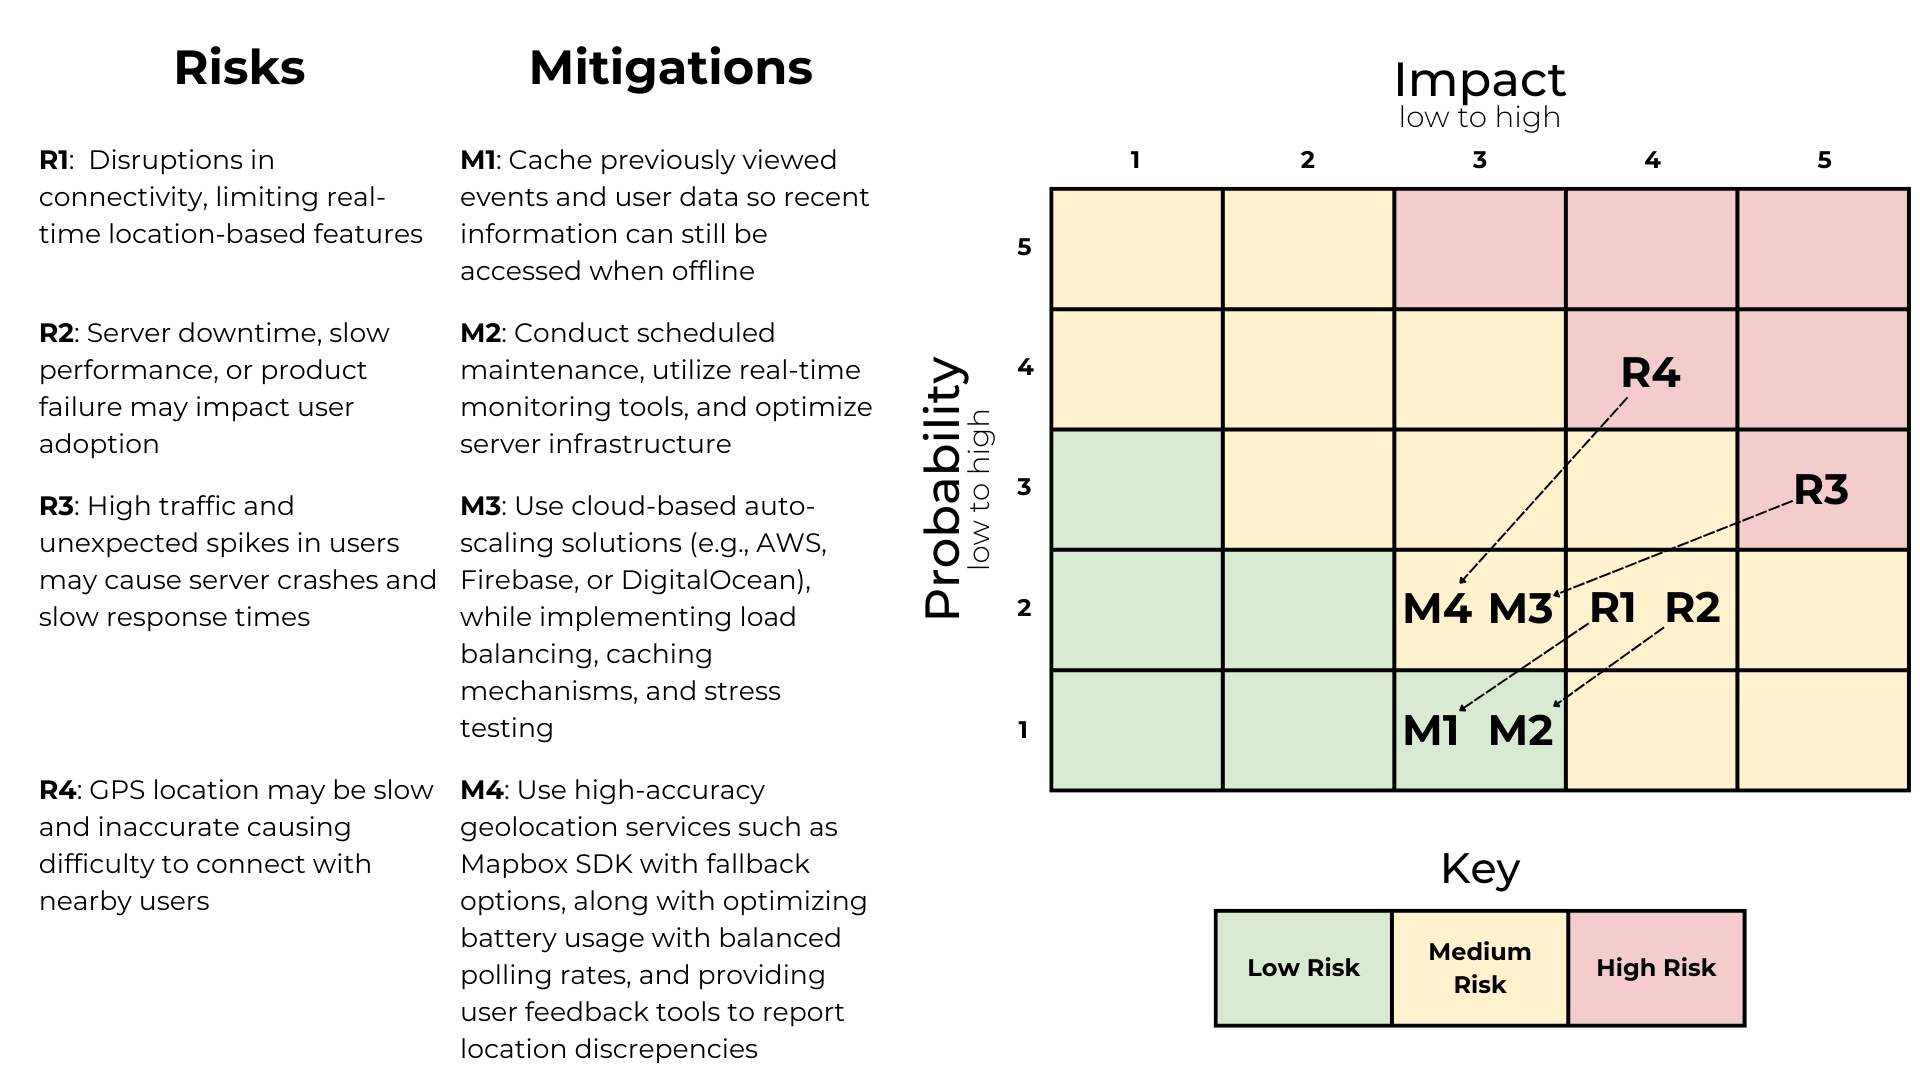 Risks
Mitigations
R1:  Disruptions in
connectivity, limiting real-
time location-based features
M1: Cache previously viewed
events and user data so recent
information can still be
accessed when offline
R2: Server downtime, slow
performance, or product
failure may impact user
adoption
M2: Conduct scheduled
maintenance, utilize real-time
monitoring tools, and optimize
server infrastructure
R3: High traffic and
unexpected spikes in users
may cause server crashes and
slow response times
M3: Use cloud-based auto-
scaling solutions (e.g., AWS,
Firebase, or DigitalOcean),
while implementing load
balancing, caching
mechanisms, and stress
testing
R4: GPS location may be slow
and inaccurate causing
difficulty to connect with
nearby users
M4: Use high-accuracy
geolocation services such as
Mapbox SDK with fallback
options, along with optimizing
battery usage with balanced
polling rates, and providing
user feedback tools to report
location discrepencies
Impact
low to high
1 2 3 4 5
Probability
low to high
5
4 R4
3 R3
2 M4 M3 R1 R2
1 M1 M2
Key
Low Risk
Medium
Risk
High Risk